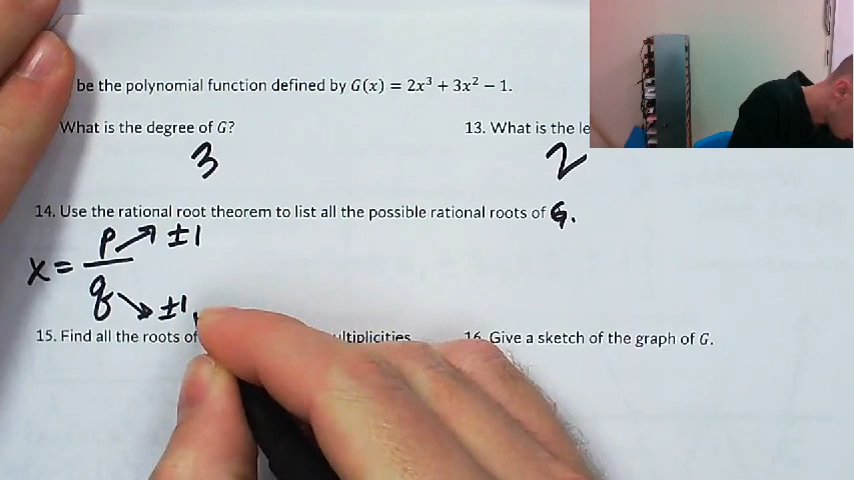 be the polynomial function defined by G(x) = 2x³ + 3x² − 1.
What is the degree of G?
13. What is the le
3
2
14. Use the rational root theorem to list all the possible rational roots of G.
x = p/q
±1
±1,
15. Find all the roots of ultiplicities.
16. Give a sketch of the graph of G.